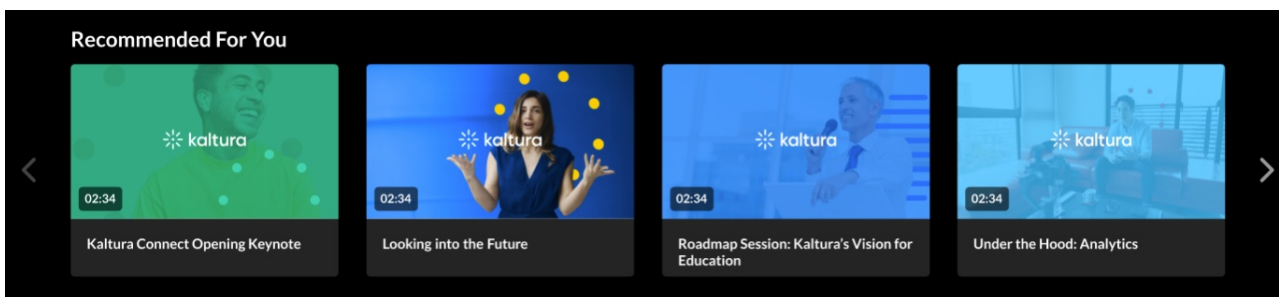 Recommended For You
kaltura
kaltura
kaltura
kaltura
02:34
02:34
02:34
02:34
Kaltura Connect Opening Keynote
Looking into the Future
Roadmap Session: Kaltura's Vision for
Education
Under the Hood: Analytics